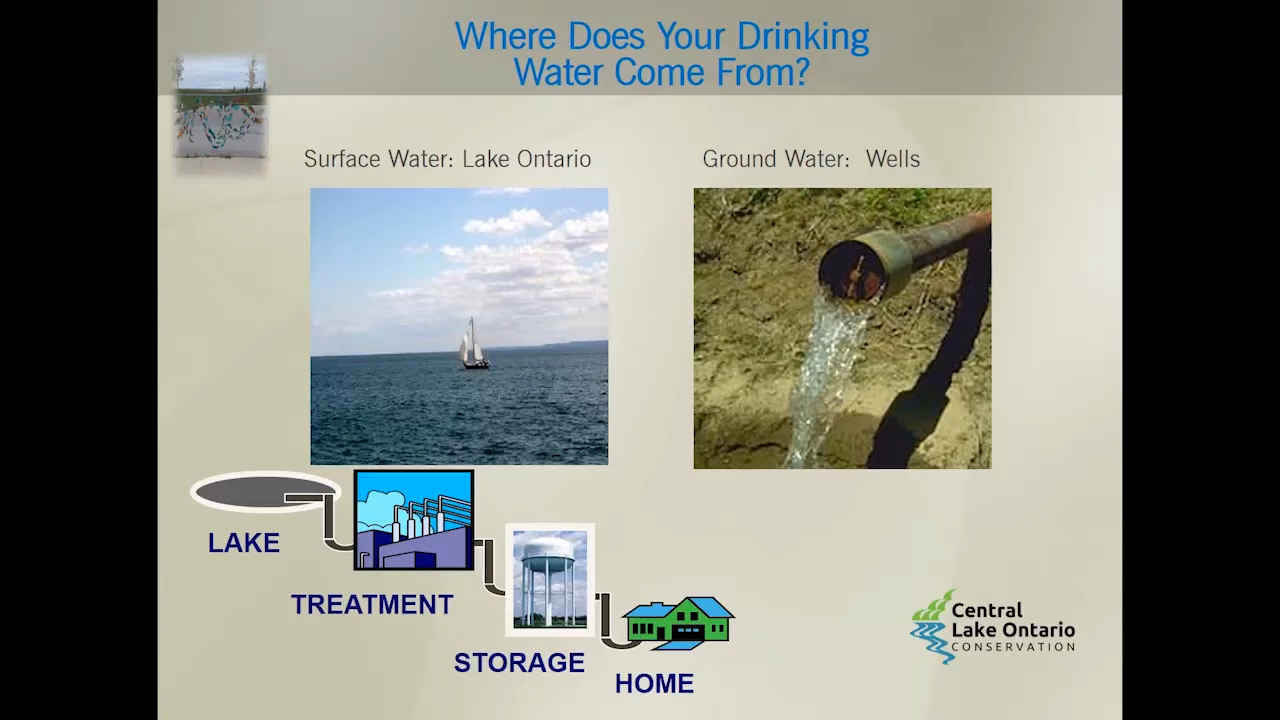 Where Does Your Drinking
Water Come From?
Surface Water: Lake Ontario
Ground Water: Wells
LAKE
TREATMENT
STORAGE
HOME
Central
Lake Ontario
CONSERVATION